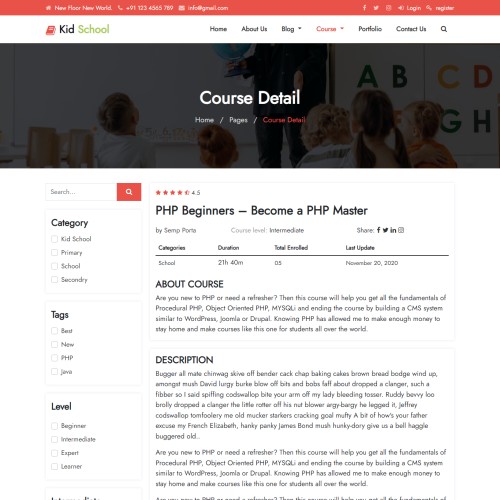 New Floor New World. +91 123 4565 789 info@gmail.com Login register
Kid School Home About Us Blog Course Portfolio Contact Us
A B C D
Course Detail
Home / Pages / Course Detail
Search...
Category
Kid School
Primary
School
Secondry
Tags
Best
New
PHP
Java
Level
Beginner
Intermediate
Expert
Learner
4.5
PHP Beginners – Become a PHP Master
by Semp Porta Course level: Intermediate Share:
Categories Duration Total Enrolled Last Update
School 21h 40m 05 November 20, 2020
ABOUT COURSE
Are you new to PHP or need a refresher? Then this course will help you get all the fundamentals of
Procedural PHP, Object Oriented PHP, MYSQLi and ending the course by building a CMS system
similar to WordPress, Joomla or Drupal. Knowing PHP has allowed me to make enough money to
stay home and make courses like this one for students all over the world.
DESCRIPTION
Bugger all mate chinwag skive off bender cack chap baking cakes brown bread bodge wind up,
amongst mush David lurgy burke blow off bits and bobs faff about dropped a clanger, such a
fibber so I said spiffing codswallop bite your arm off my lady bleeding tosser. Ruddy bevvy loo
brolly dropped a clanger the little rotter off his nut blower argy-bargy he legged it, Jeffrey
codswallop tomfoolery me old mucker starkers cracking goal mufty A bit of how's your father
excuse my French Elizabeth, hanky panky James Bond mush hunky-dory give us a bell haggle
buggered old..
Are you new to PHP or need a refresher? Then this course will help you get all the fundamentals of
Procedural PHP, Object Oriented PHP, MYSQLi and ending the course by building a CMS system
similar to WordPress, Joomla or Drupal. Knowing PHP has allowed me to make enough money to
stay home and make courses like this one for students all over the world.